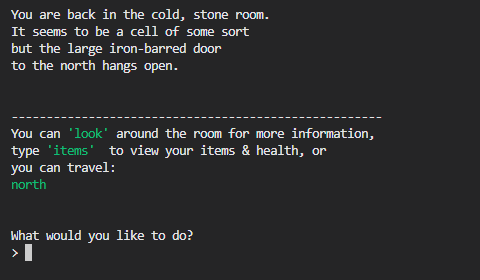 You are back in the cold, stone room.
It seems to be a cell of some sort
but the large iron-barred door
to the north hangs open.
-----------------------------------------------------
You can 'look' around the room for more information,
type 'items'  to view your items & health, or
you can travel:
north
What would you like to do?
>